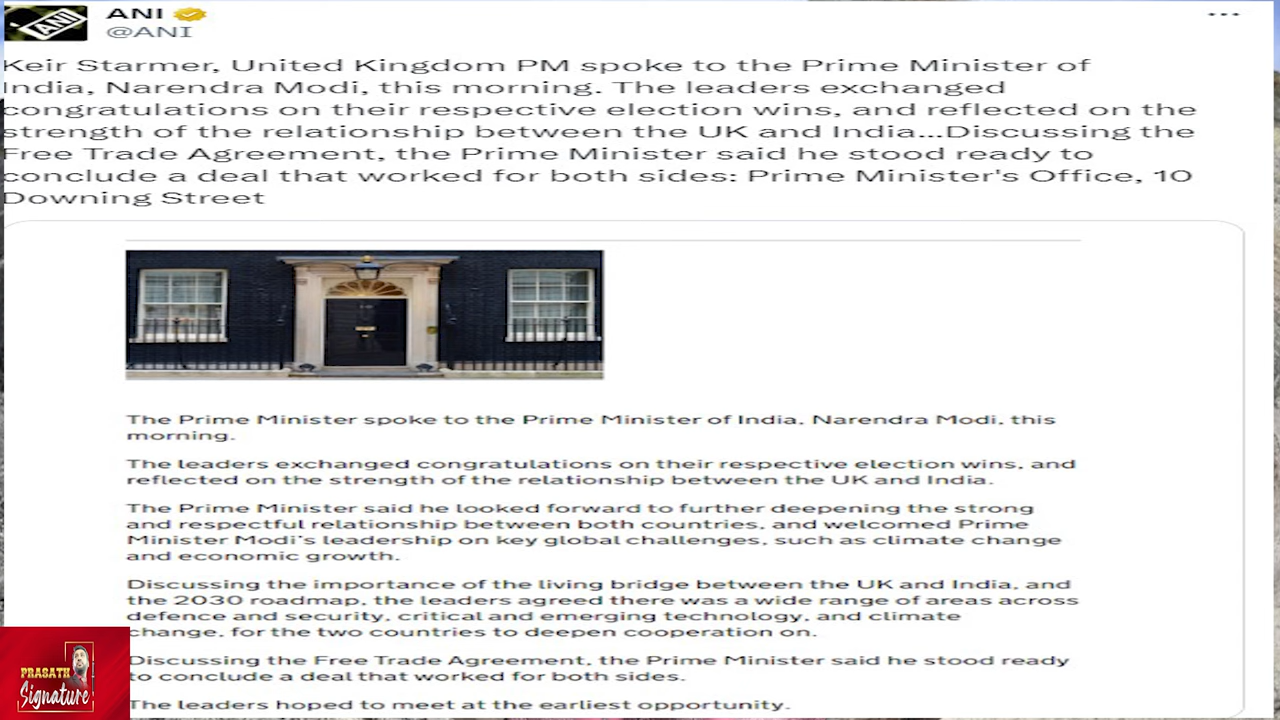 ANI
ANI
@ANI
Keir Starmer, United Kingdom PM spoke to the Prime Minister of
India, Narendra Modi, this morning. The leaders exchanged
congratulations on their respective election wins, and reflected on the
strength of the relationship between the UK and India...Discussing the
Free Trade Agreement, the Prime Minister said he stood ready to
conclude a deal that worked for both sides: Prime Minister's Office, 10
Downing Street
The Prime Minister spoke to the Prime Minister of India, Narendra Modi, this
morning.
The leaders exchanged congratulations on their respective election wins, and
reflected on the strength of the relationship between the UK and India.
The Prime Minister said he looked forward to further deepening the strong
and respectful relationship between both countries, and welcomed Prime
Minister Modi's leadership on key global challenges, such as climate change
and economic growth.
Discussing the importance of the living bridge between the UK and India, and
the 2030 roadmap, the leaders agreed there was a wide range of areas across
defence and security, critical and emerging technology, and climate
change, for the two countries to deepen cooperation on.
Discussing the Free Trade Agreement, the Prime Minister said he stood ready
to conclude a deal that worked for both sides.
The leaders hoped to meet at the earliest opportunity.
PRASATH
Signature